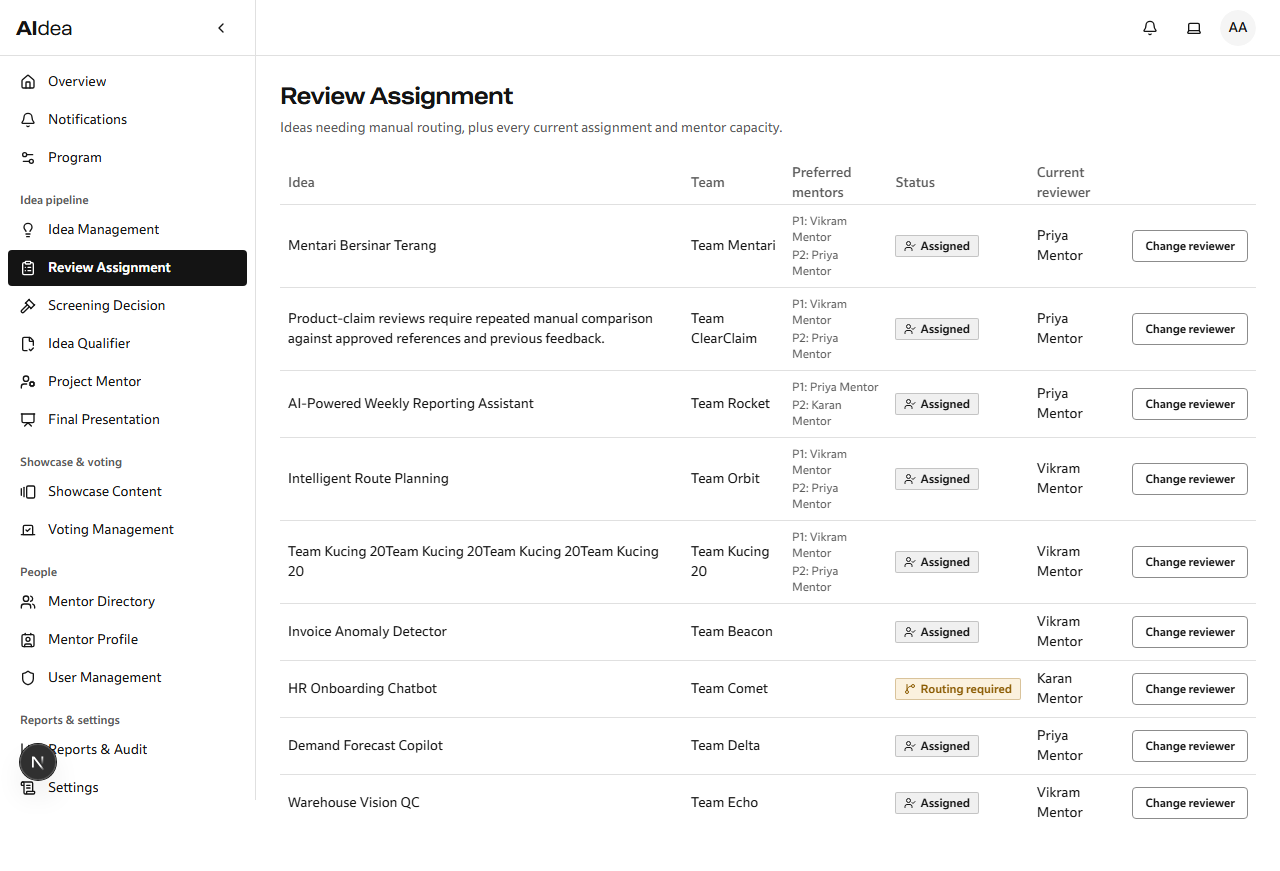 AIdea
AA
Overview
Notifications
Program
Idea pipeline
Idea Management
Review Assignment
Screening Decision
Idea Qualifier
Project Mentor
Final Presentation
Showcase & voting
Showcase Content
Voting Management
People
Mentor Directory
Mentor Profile
User Management
Reports & settings
Reports & Audit
N
Settings
Review Assignment
Ideas needing manual routing, plus every current assignment and mentor capacity.
Idea
Team
Preferred
mentors
Status
Current
reviewer
Mentari Bersinar Terang
Team Mentari
P1: Vikram
Mentor
P2: Priya
Mentor
Assigned
Priya
Mentor
Change reviewer
Product-claim reviews require repeated manual comparison
against approved references and previous feedback.
Team
ClearClaim
P1: Vikram
Mentor
P2: Priya
Mentor
Assigned
Priya
Mentor
Change reviewer
AI-Powered Weekly Reporting Assistant
Team Rocket
P1: Priya Mentor
P2: Karan
Mentor
Assigned
Priya
Mentor
Change reviewer
Intelligent Route Planning
Team Orbit
P1: Vikram
Mentor
P2: Priya
Mentor
Assigned
Vikram
Mentor
Change reviewer
Team Kucing 20Team Kucing 20Team Kucing 20Team Kucing
20
Team Kucing
20
P1: Vikram
Mentor
P2: Priya
Mentor
Assigned
Vikram
Mentor
Change reviewer
Invoice Anomaly Detector
Team Beacon
Assigned
Vikram
Mentor
Change reviewer
HR Onboarding Chatbot
Team Comet
Routing required
Karan
Mentor
Change reviewer
Demand Forecast Copilot
Team Delta
Assigned
Priya
Mentor
Change reviewer
Warehouse Vision QC
Team Echo
Assigned
Vikram
Mentor
Change reviewer